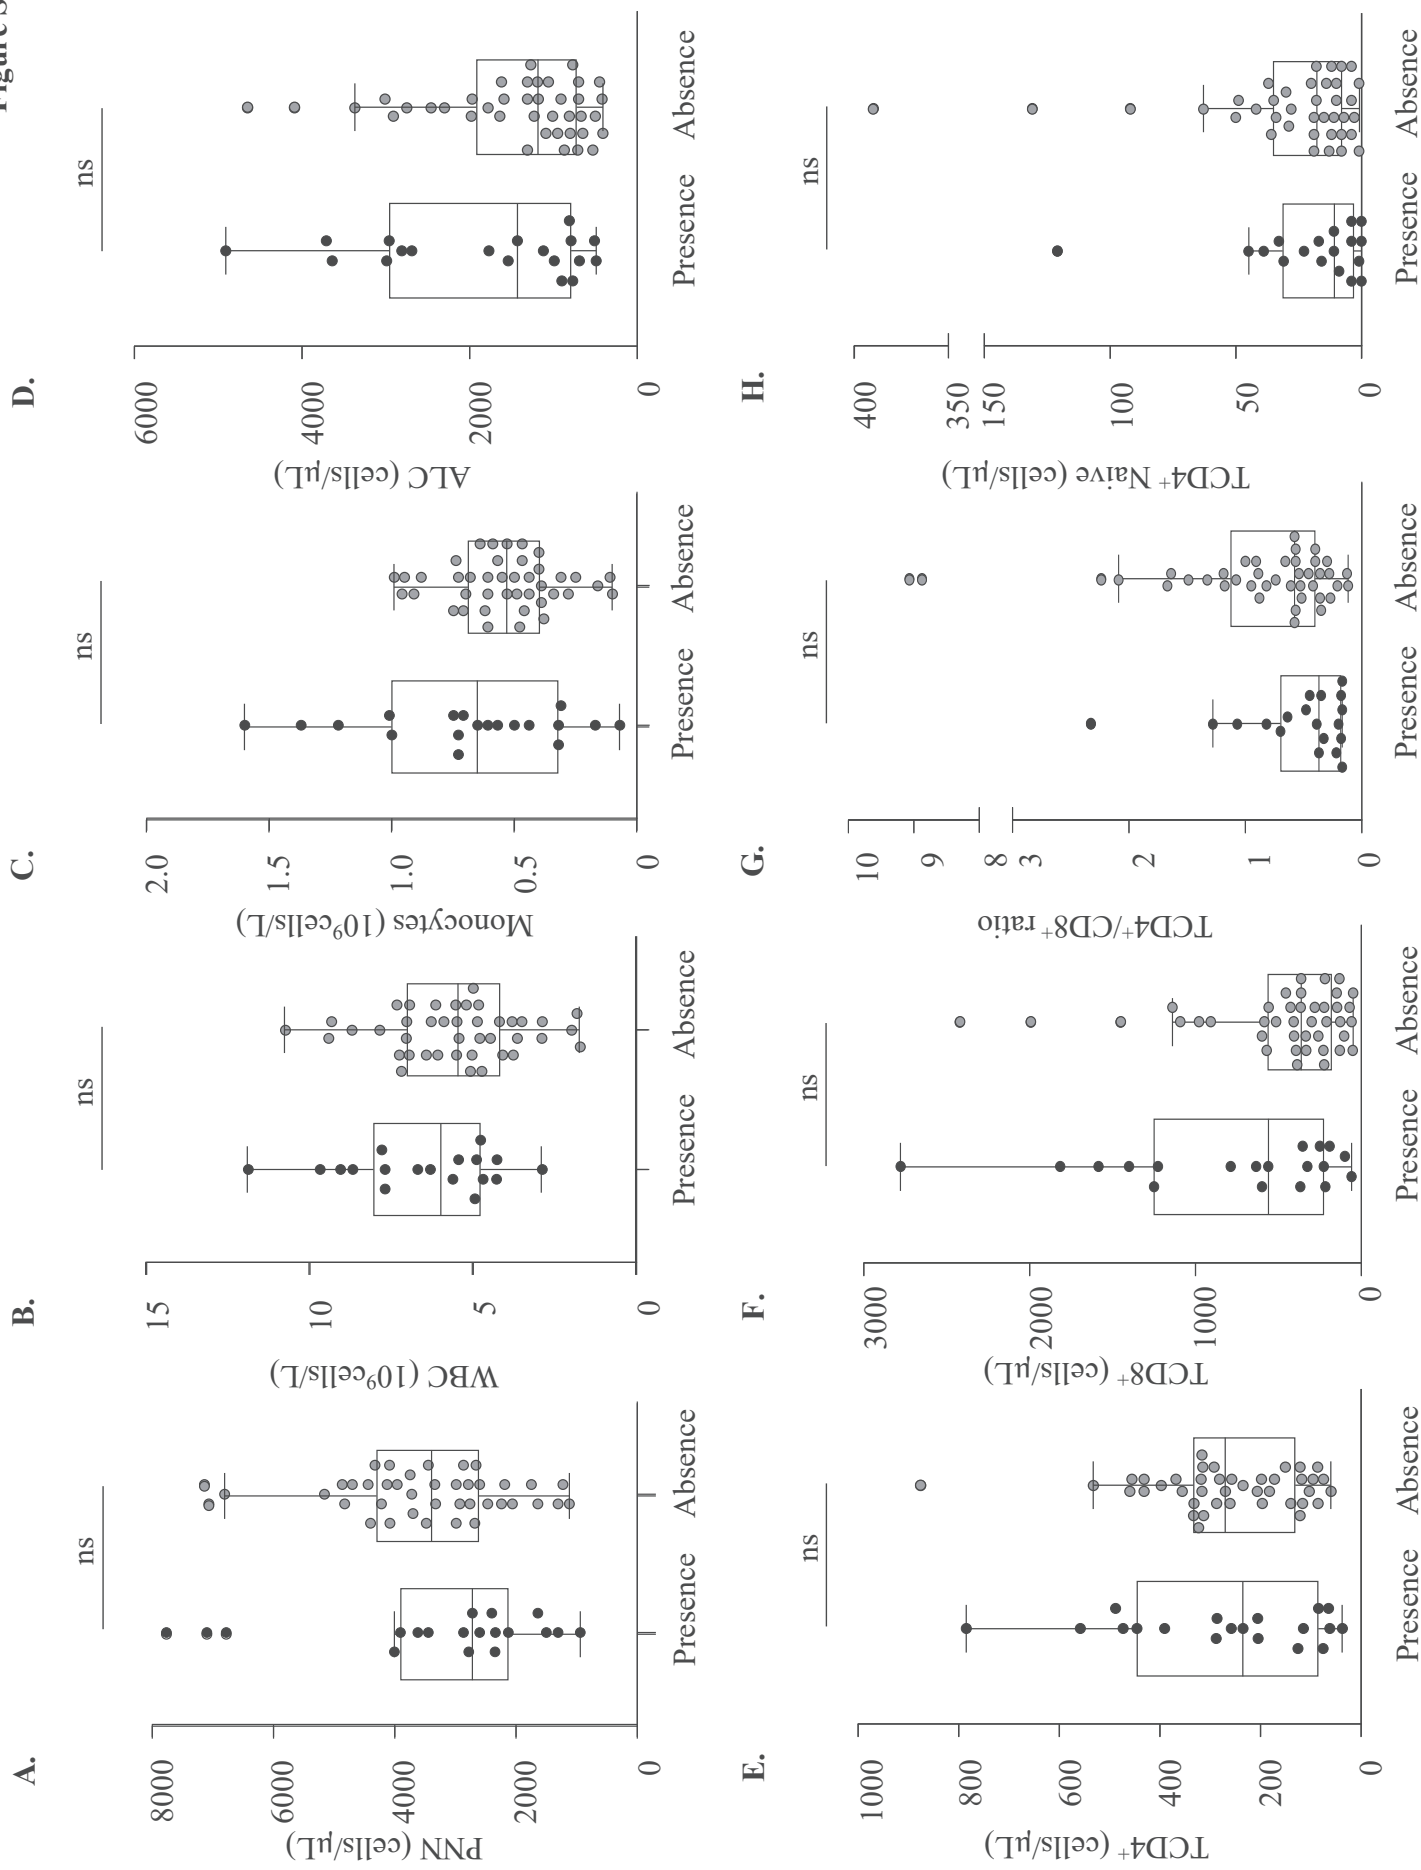 Figure S
A.
PNN (cells/µL)
8000
6000
4000
2000
0
ns
Presence
Absence
B.
WBC (10⁹cells/L)
15
10
5
0
ns
Presence
Absence
C.
Monocytes (10⁹cells/L)
2.0
1.5
1.0
0.5
0
ns
Presence
Absence
D.
ALC (cells/µL)
6000
4000
2000
0
ns
Presence
Absence
E.
TCD4⁺ (cells/µL)
1000
800
600
400
200
0
ns
Presence
Absence
F.
TCD8⁺ (cells/µL)
3000
2000
1000
0
ns
Presence
Absence
G.
TCD4⁺/CD8⁺ ratio
10
9
8
3
2
1
0
ns
Presence
Absence
H.
TCD4⁺ Naive (cells/µL)
400
350
150
100
50
0
ns
Presence
Absence